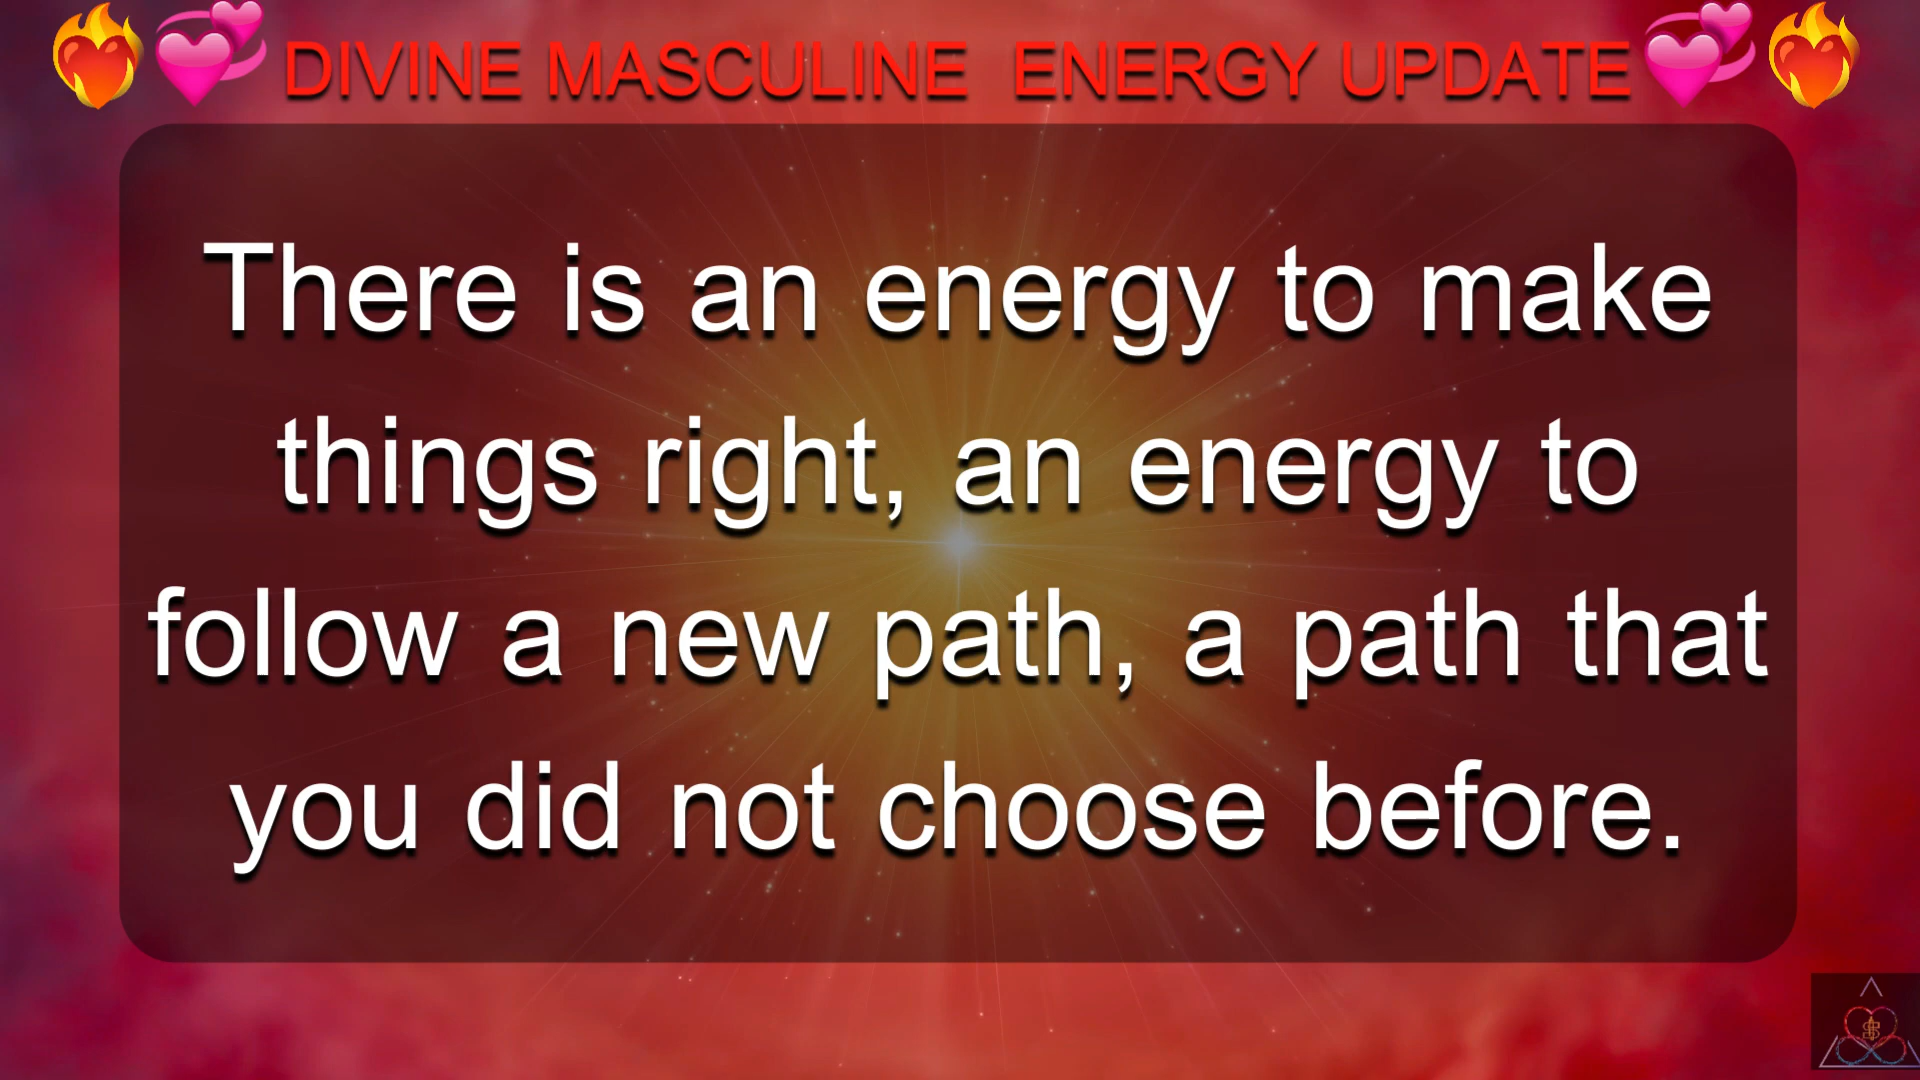 DIVINE MASCULINE ENERGY UPDATE
There is an energy to make
things right, an energy to
follow a new path, a path that
you did not choose before.